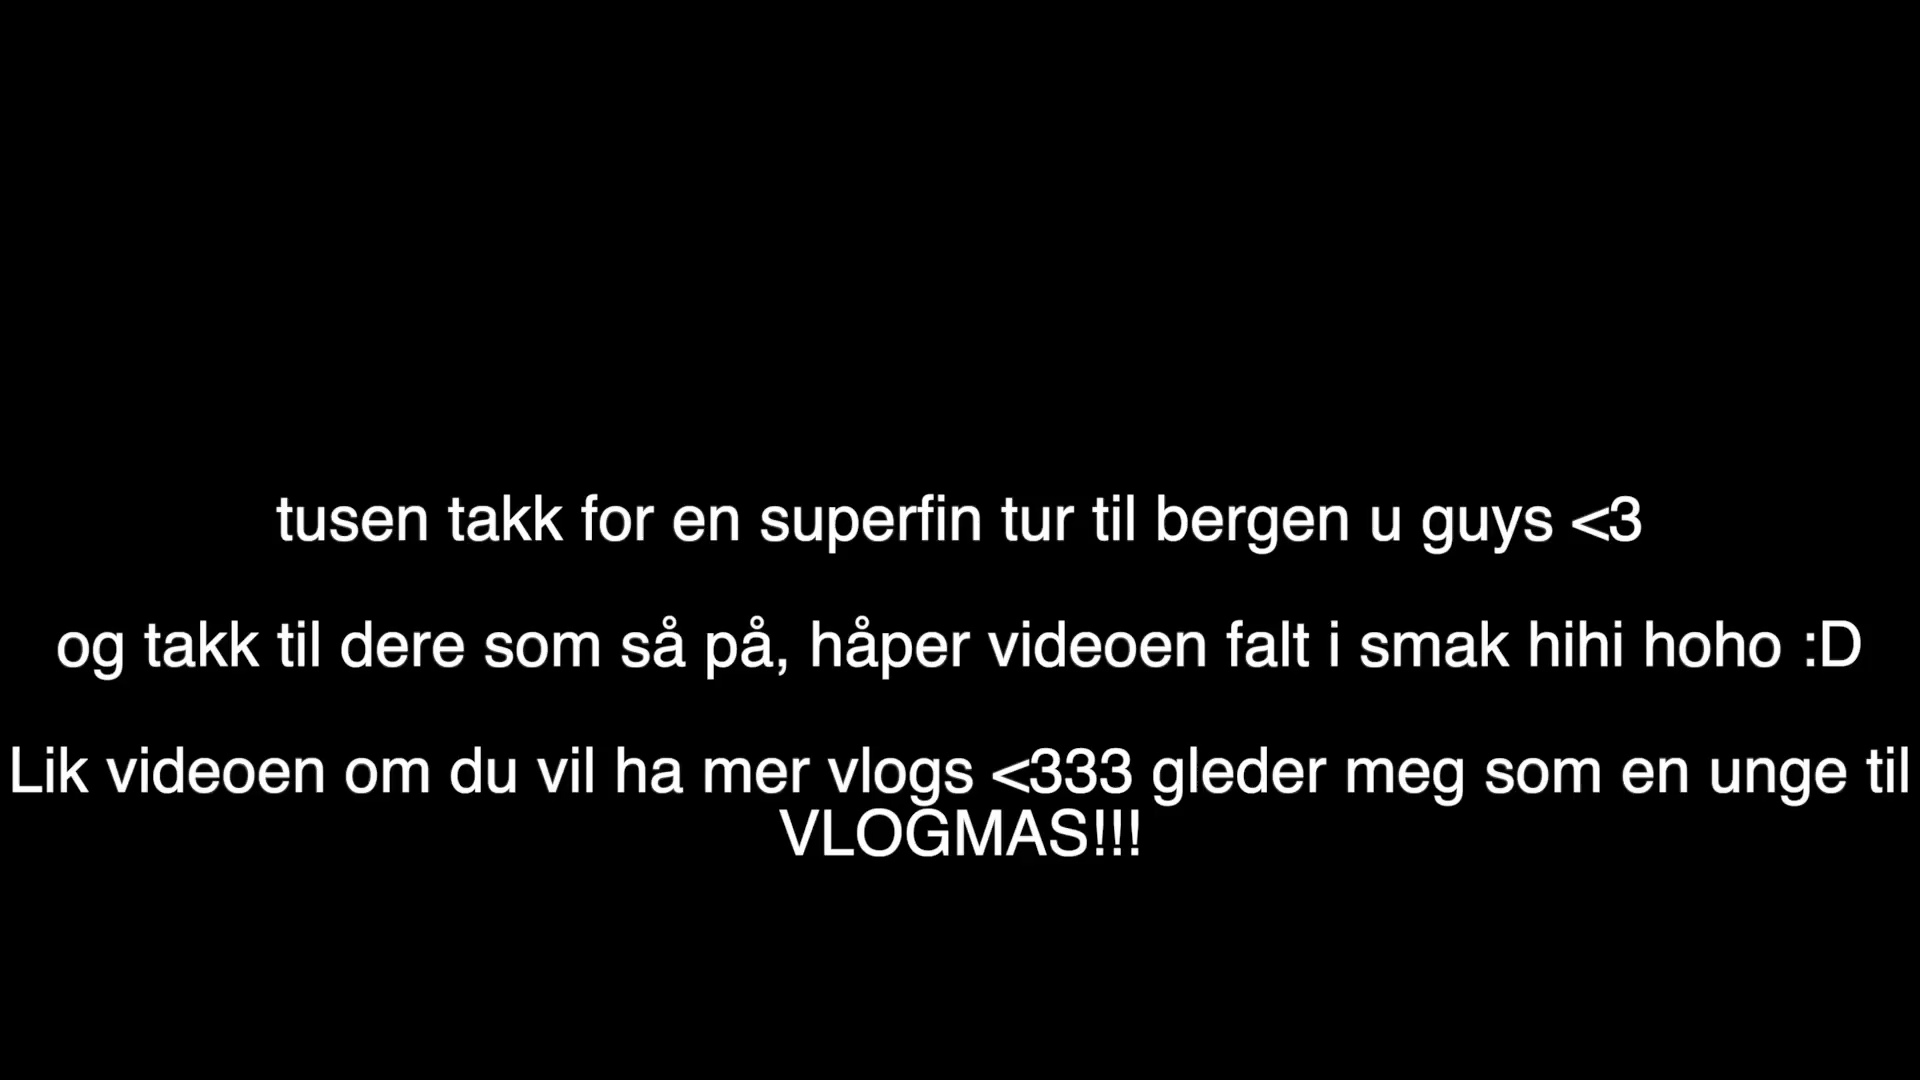 tusen takk for en superfin tur til bergen u guys <3
og takk til dere som så på, håper videoen falt i smak hihi hoho :D
Lik videoen om du vil ha mer vlogs <333 gleder meg som en unge til
VLOGMAS!!!